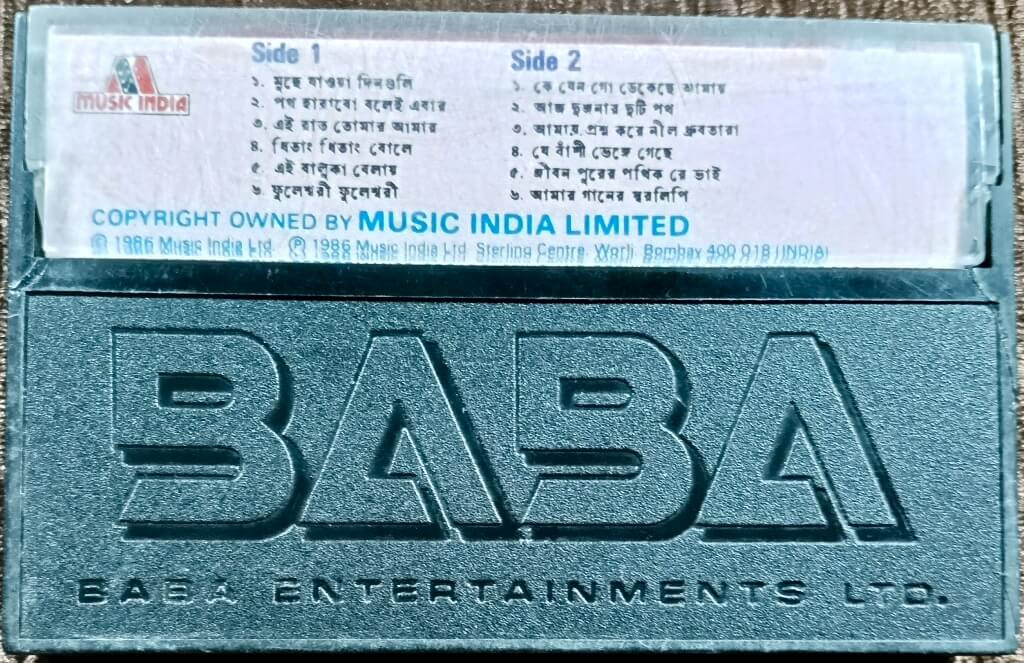 MUSIC INDIA
Side 1
১. মুছে যাওয়া দিনগুলি
২. পথ হারাবো বলেই এবার
৩. এই রাত তোমার আমার
৪. ধিতাং ধিতাং বোলে
৫. এই বালুকা বেলায়
৬. ফুলেশ্বরী ফুলেশ্বরী
Side 2
১. কে যেন গো ডেকেছে আমায়
২. আজ দুজনার দুটি পথ
৩. আমায় প্রশ্ন করে নীল ধ্রুবতারা
৪. যে বাঁশী ভেঙ্গে গেছে
৫. জীবন পুরের পথিক রে ভাই
৬. আমার গানের স্বরলিপি
COPYRIGHT OWNED BY MUSIC INDIA LIMITED
© 1986 Music India Ltd. ℗ 1986 Music India Ltd. Sterling Centre, Worli, Bombay 400 018 (INDIA)
BABA
BABA ENTERTAINMENTS LTD.